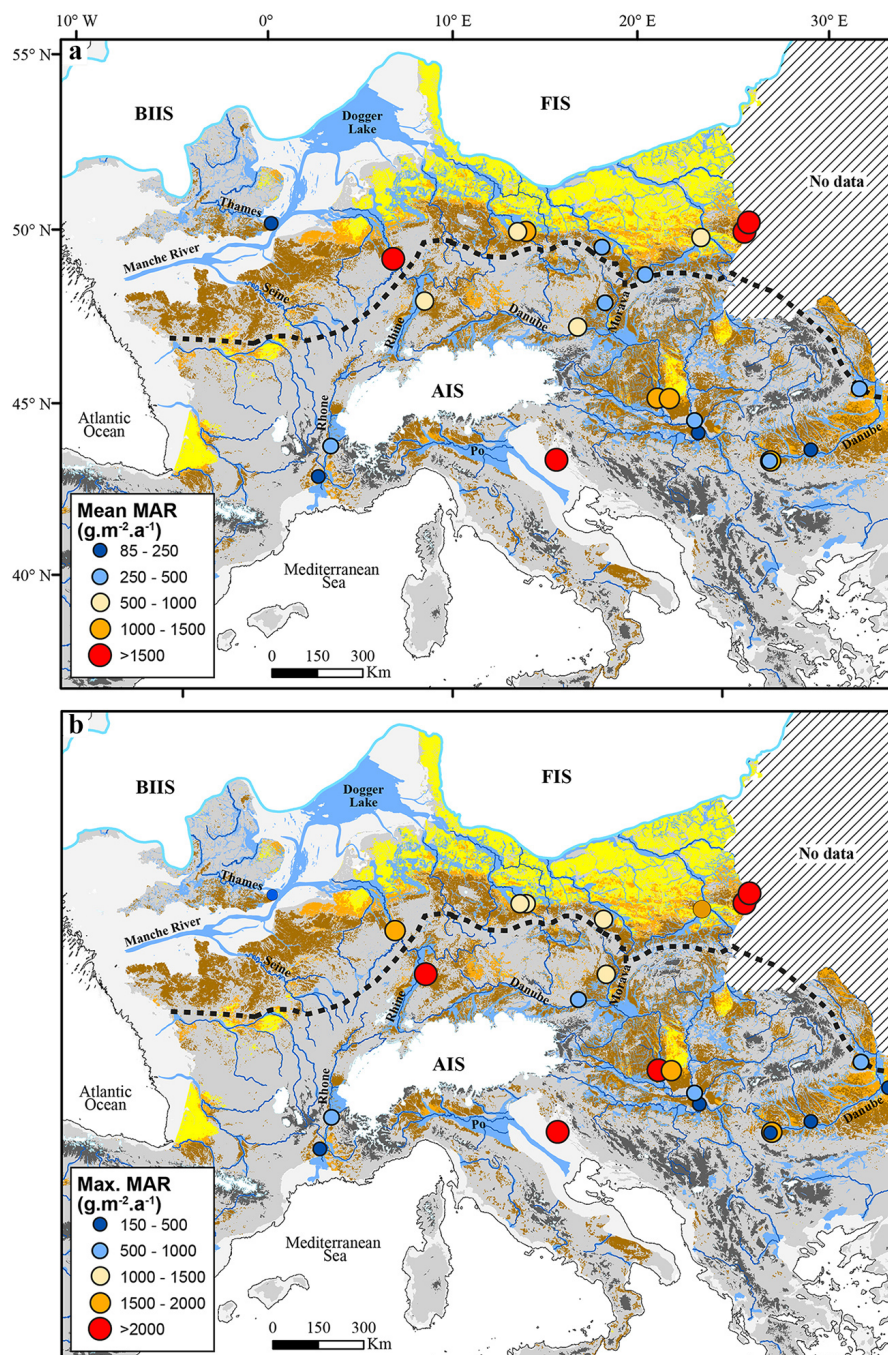 10° W
0°
10° E
20° E
30° E
a
55° N
50° N
45° N
40° N
BIIS
Dogger
Lake
FIS
No data
Thames
Manche River
Seine
Rhine
Danube
Morava
AIS
Rhone
Po
Danube
Atlantic
Ocean
Mediterranean
Sea
Mean MAR
(g.m⁻².a⁻¹)
85 - 250
250 - 500
500 - 1000
1000 - 1500
>1500
0 150 300
Km
b
BIIS
Dogger
Lake
FIS
No data
Thames
Manche River
Seine
Rhine
Danube
Morava
AIS
Rhone
Po
Danube
Atlantic
Ocean
Mediterranean
Sea
Max. MAR
(g.m⁻².a⁻¹)
150 - 500
500 - 1000
1000 - 1500
1500 - 2000
>2000
0 150 300
Km